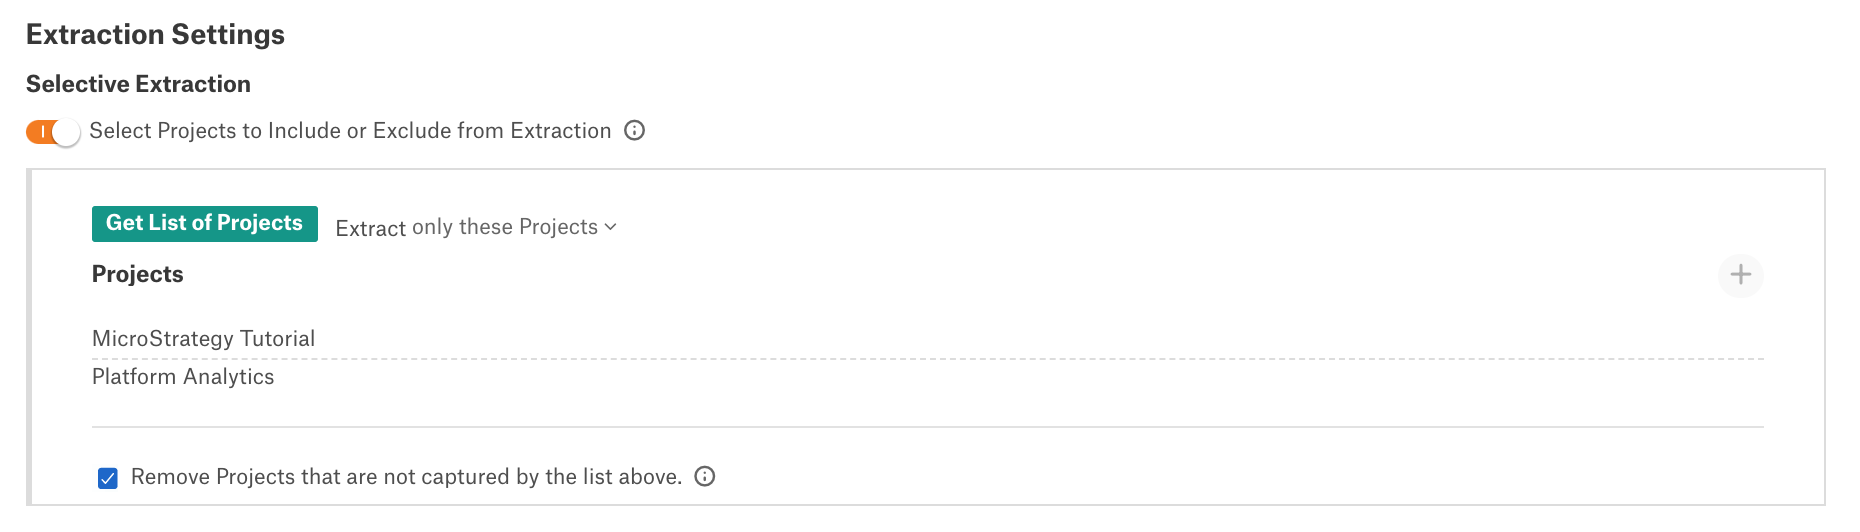 Extraction Settings
Selective Extraction
Select Projects to Include or Exclude from Extraction
Get List of Projects Extract only these Projects
Projects
MicroStrategy Tutorial
Platform Analytics
Remove Projects that are not captured by the list above.